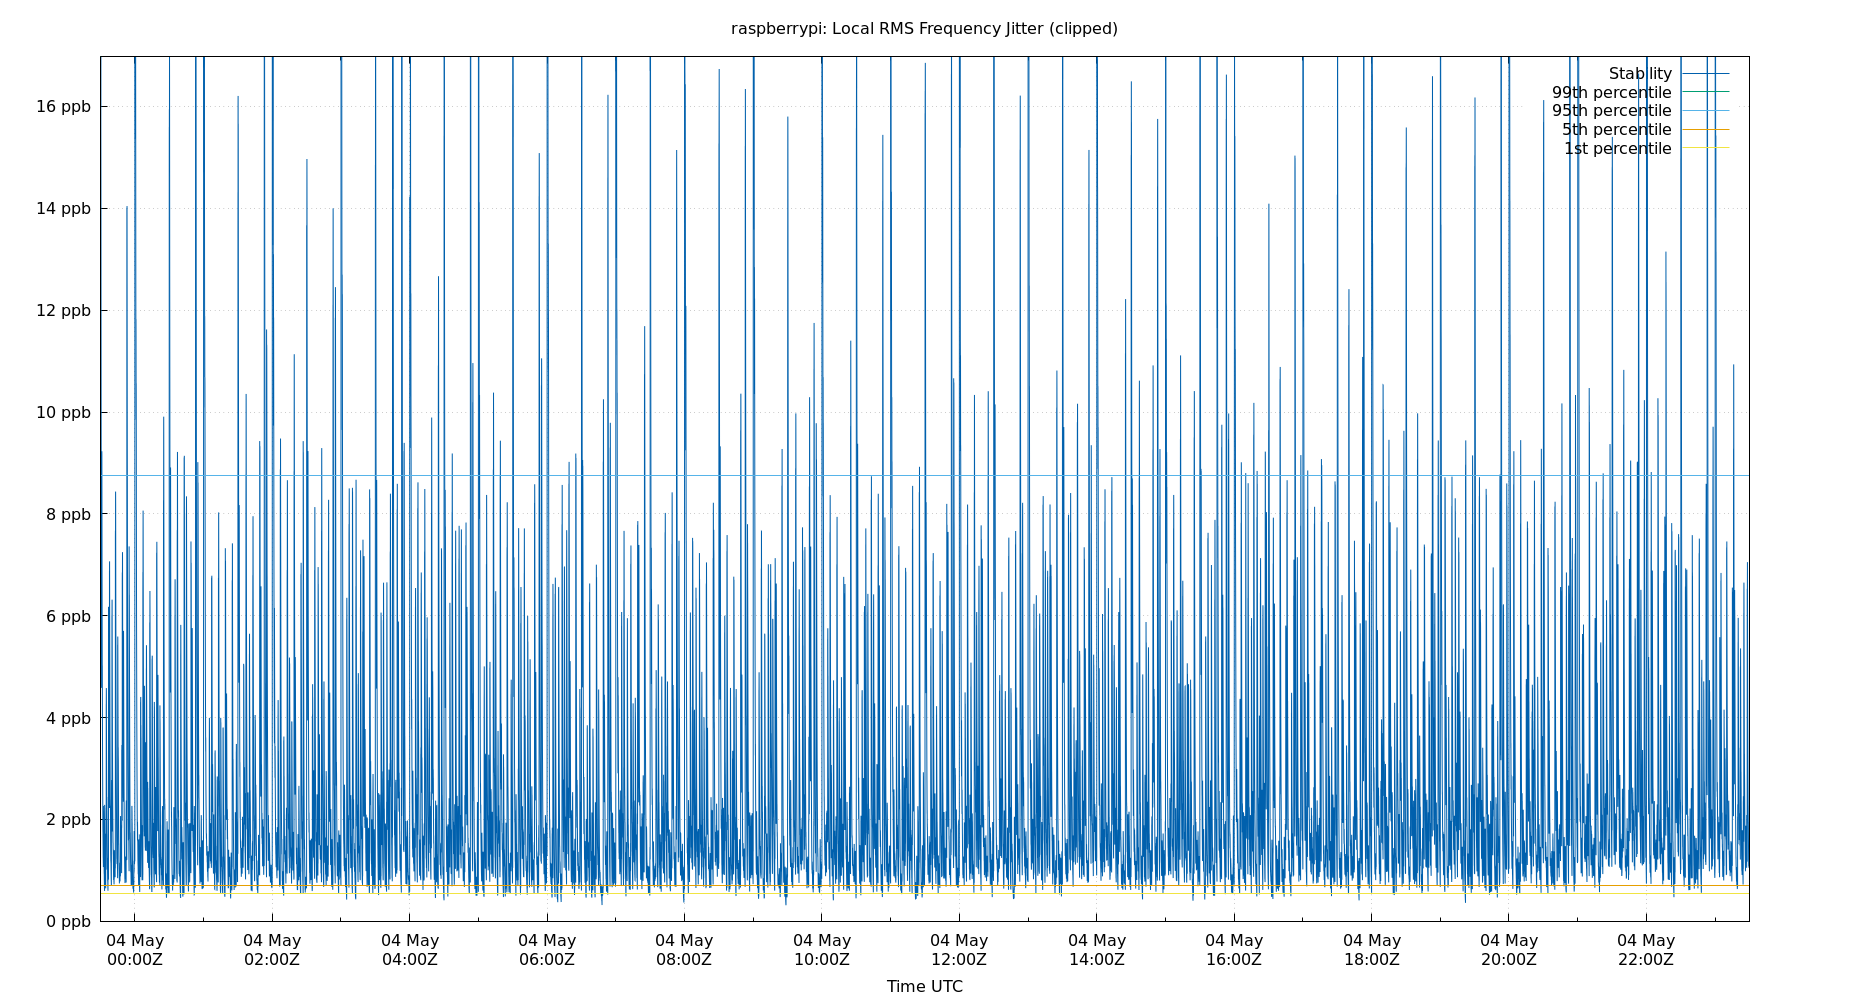 raspberrypi: Local RMS Frequency Jitter (clipped)
Stability
99th percentile
95th percentile
5th percentile
1st percentile
16 ppb
14 ppb
12 ppb
10 ppb
8 ppb
6 ppb
4 ppb
2 ppb
0 ppb
04 May 04 May 04 May 04 May 04 May 04 May 04 May 04 May 04 May 04 May 04 May 04 May
00:00Z 02:00Z 04:00Z 06:00Z 08:00Z 10:00Z 12:00Z 14:00Z 16:00Z 18:00Z 20:00Z 22:00Z
Time UTC